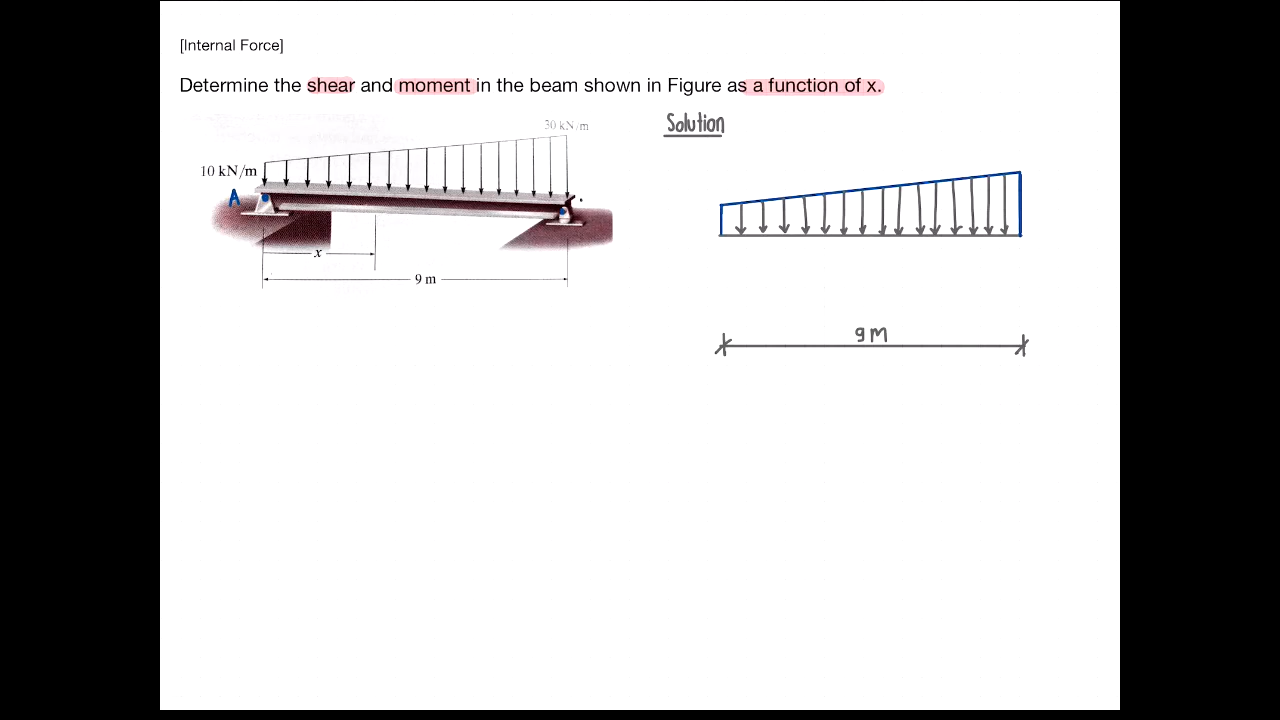 [Internal Force]
Determine the shear and moment in the beam shown in Figure as a function of x.
Solution
30 kN/m
10 kN/m
A
x
9 m
9 M